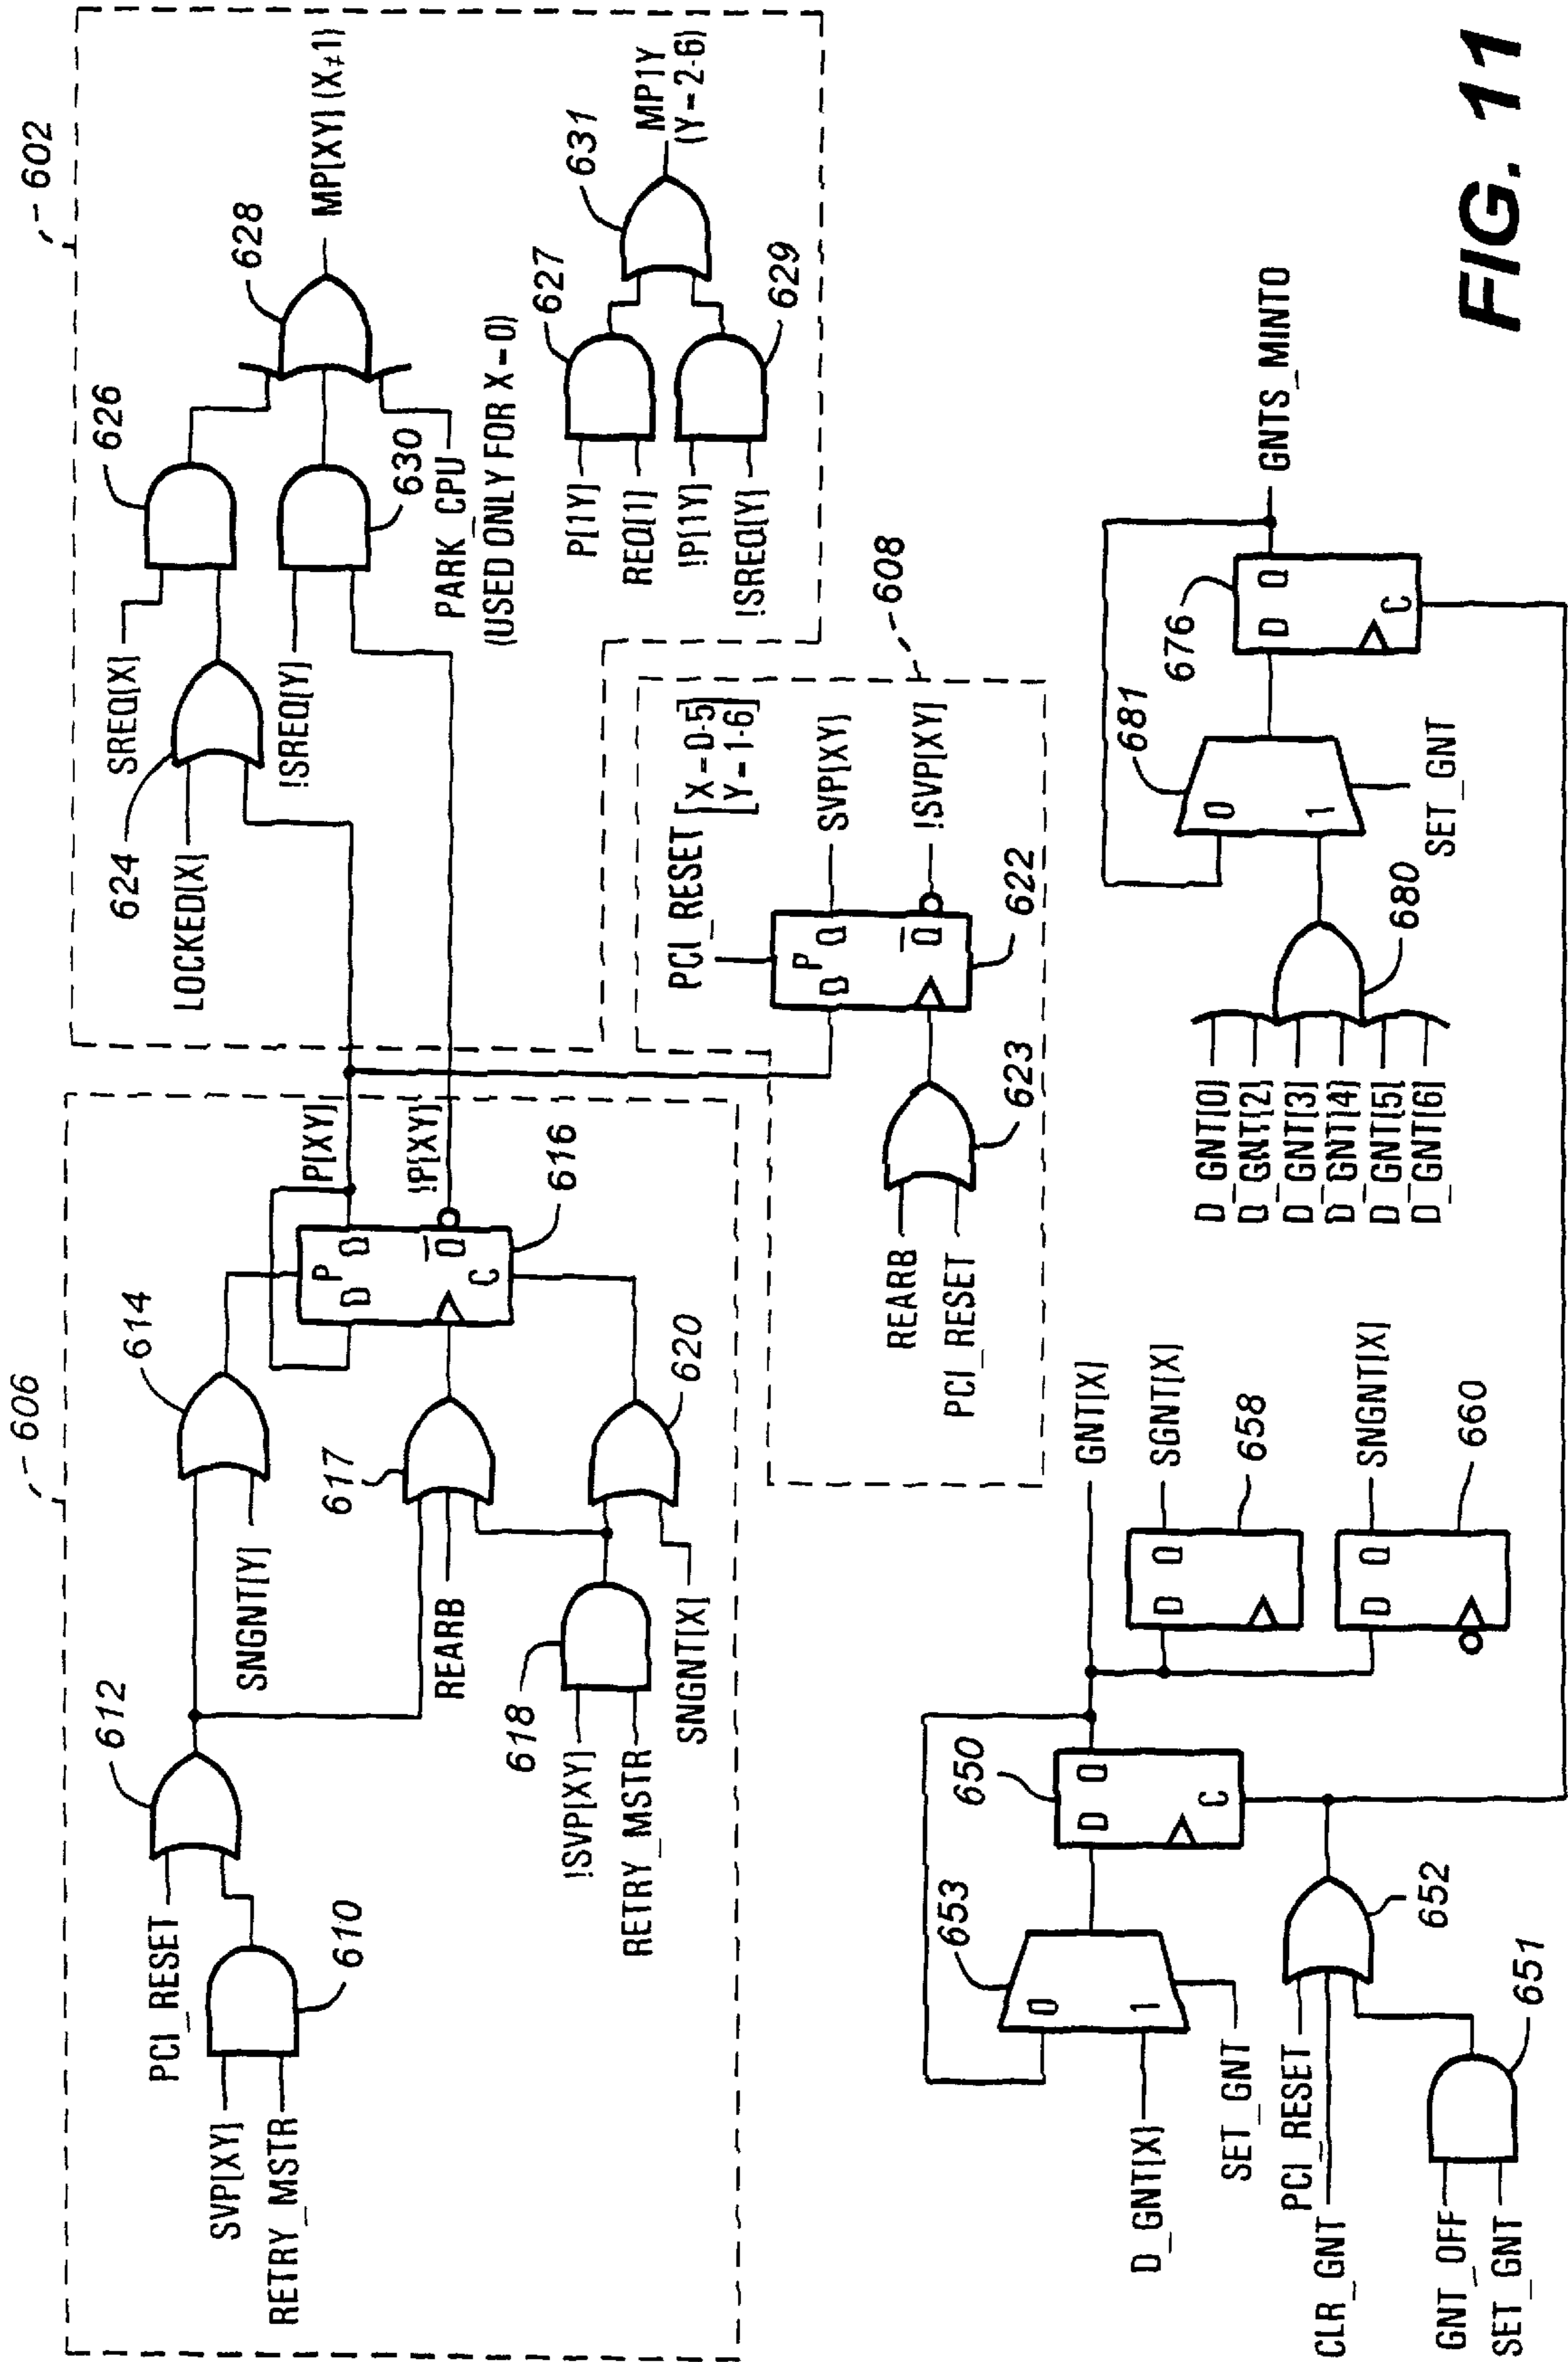 606
602
608
SVP[XY]
RETRY_MSTR
610
PCI_RESET
612
SNGNT[Y]
614
REARB
617
!SVP[XY]
RETRY_MSTR
618
SNGNT[X]
620
P
D Q
Q
C
616
P[XY]
!P[XY]
LOCKED[X]
624
SREQ[X]
626
!SREQ[Y]
630
628
MP[XY] (X≠1)
PARK_CPU
(USED ONLY FOR X=0)
P[1Y]
REQ[1]
627
!P[1Y]
!SREQ[Y]
629
631
MP1Y
(Y=2-6)
REARB
PCI_RESET
623
PCI_RESET
[X=0-5]
[Y=1-6]
P
D Q
Q
622
SVP[XY]
!SVP[XY]
D_GNT[X]
0
1
653
SET_GNT
650
D Q
C
PCI_RESET
CLR_GNT
652
GNT_OFF
SET_GNT
651
GNT[X]
D Q
658
SGNT[X]
D Q
660
SNGNT[X]
D_GNT[0]
D_GNT[2]
D_GNT[3]
D_GNT[4]
D_GNT[5]
D_GNT[6]
680
0
1
681
SET_GNT
676
D Q
C
GNTS_MINTO
FIG. 11